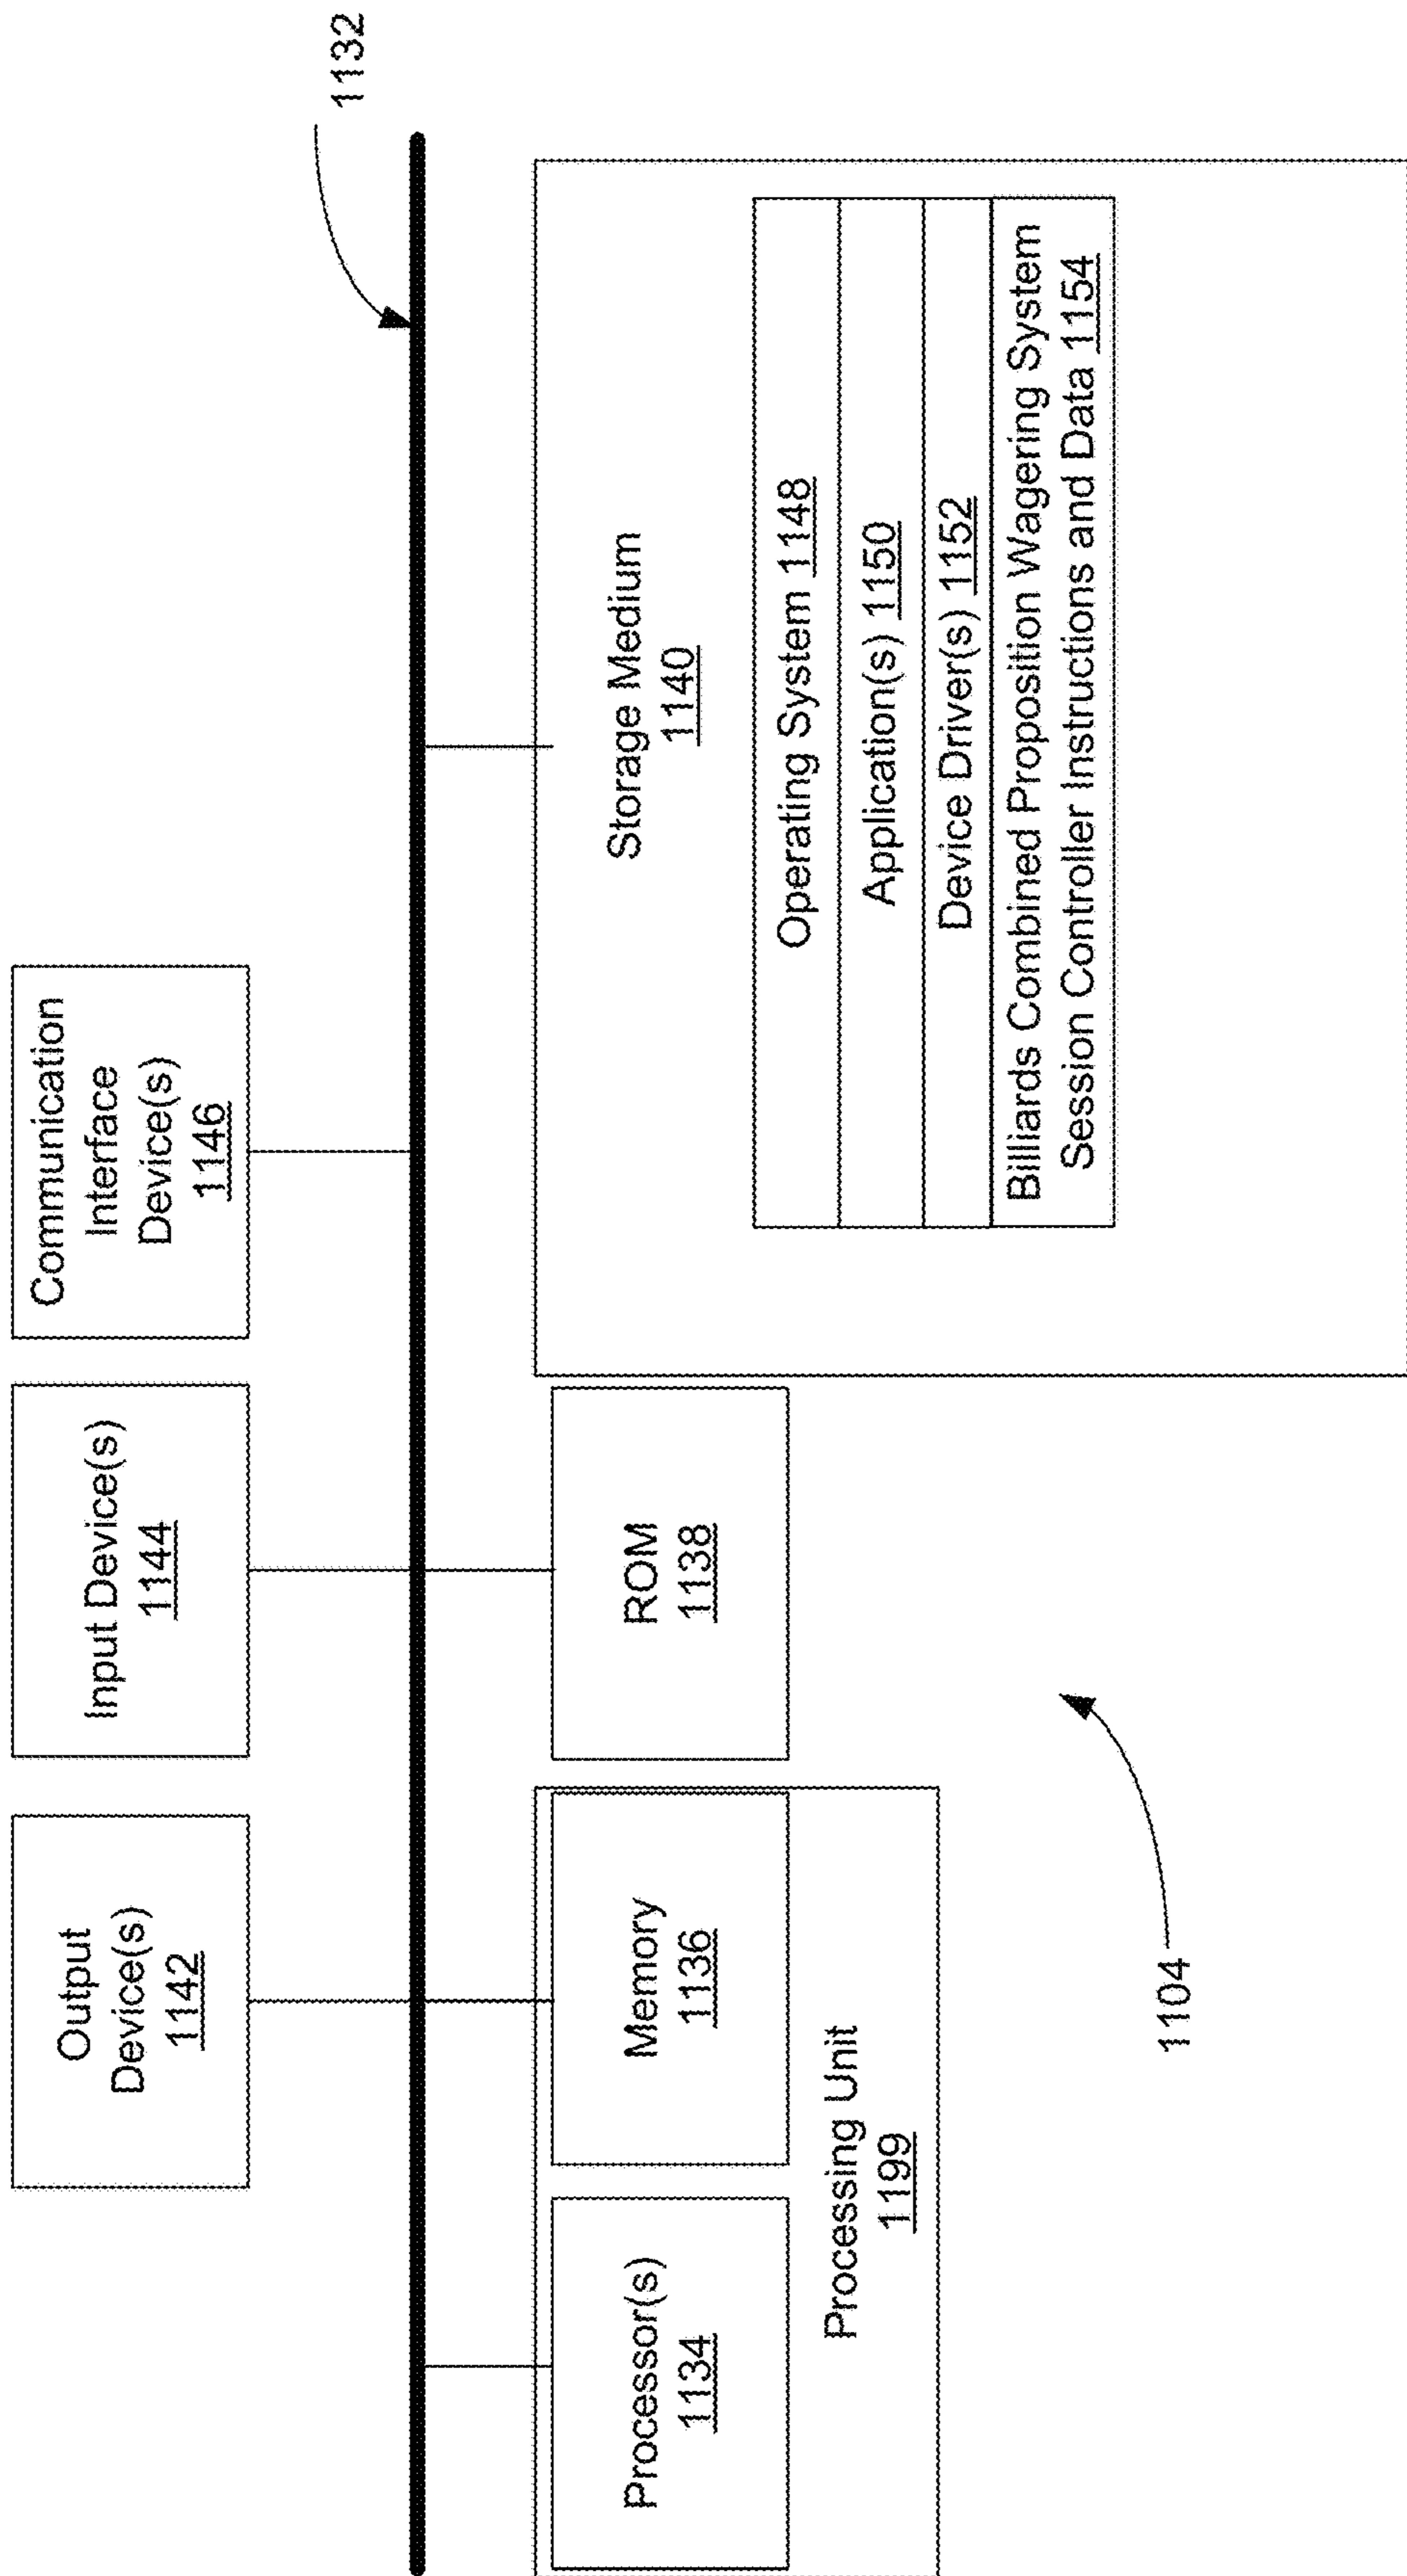 Output
Device(s)
1142
Input Device(s)
1144
Communication
Interface
Device(s)
1146
1132
Processor(s)
1134
Memory
1136
Processing Unit
1199
ROM
1138
Storage Medium
1140
Operating System 1148
Application(s) 1150
Device Driver(s) 1152
Billiards Combined Proposition Wagering System
Session Controller Instructions and Data 1154
1104